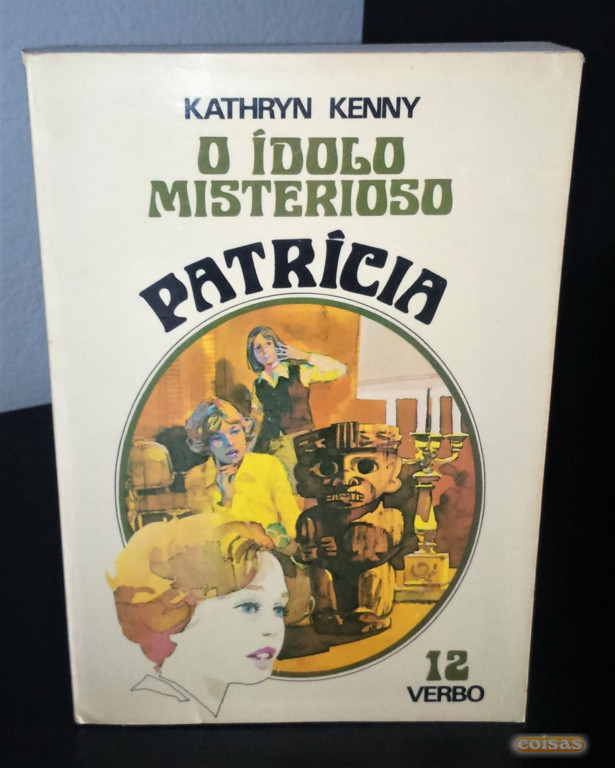 KATHRYN KENNY
O ÍDOLO
MISTERIOSO
PATRÍCIA
12
VERBO
coisas